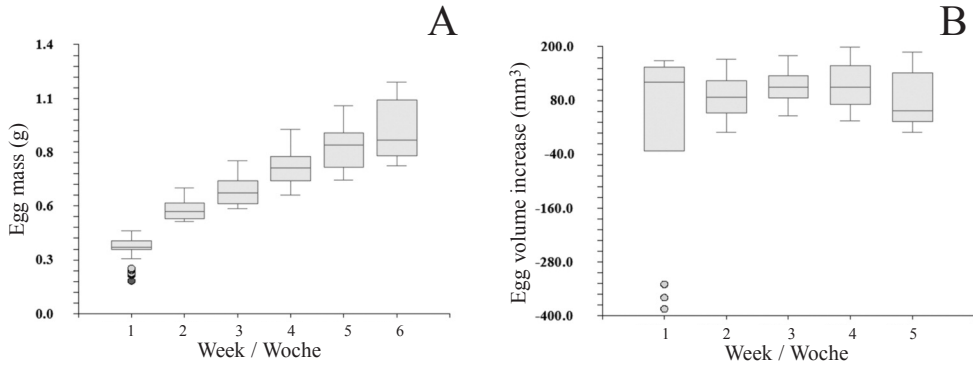 A
Egg mass (g)
1.4
1.1
0.8
0.6
0.3
0.0
1 2 3 4 5 6
Week / Woche
B
Egg volume increase (mm³)
200.0
80.0
-40.0
-160.0
-280.0
-400.0
1 2 3 4 5
Week / Woche